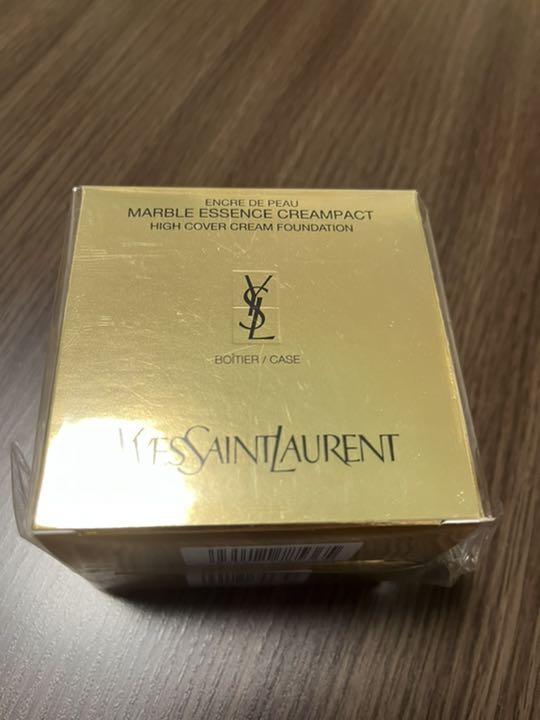 ENCRE DE PEAU
MARBLE ESSENCE CREAMPACT
HIGH COVER CREAM FOUNDATION
YSL
BOÎTIER / CASE
YVESSAINTLAURENT